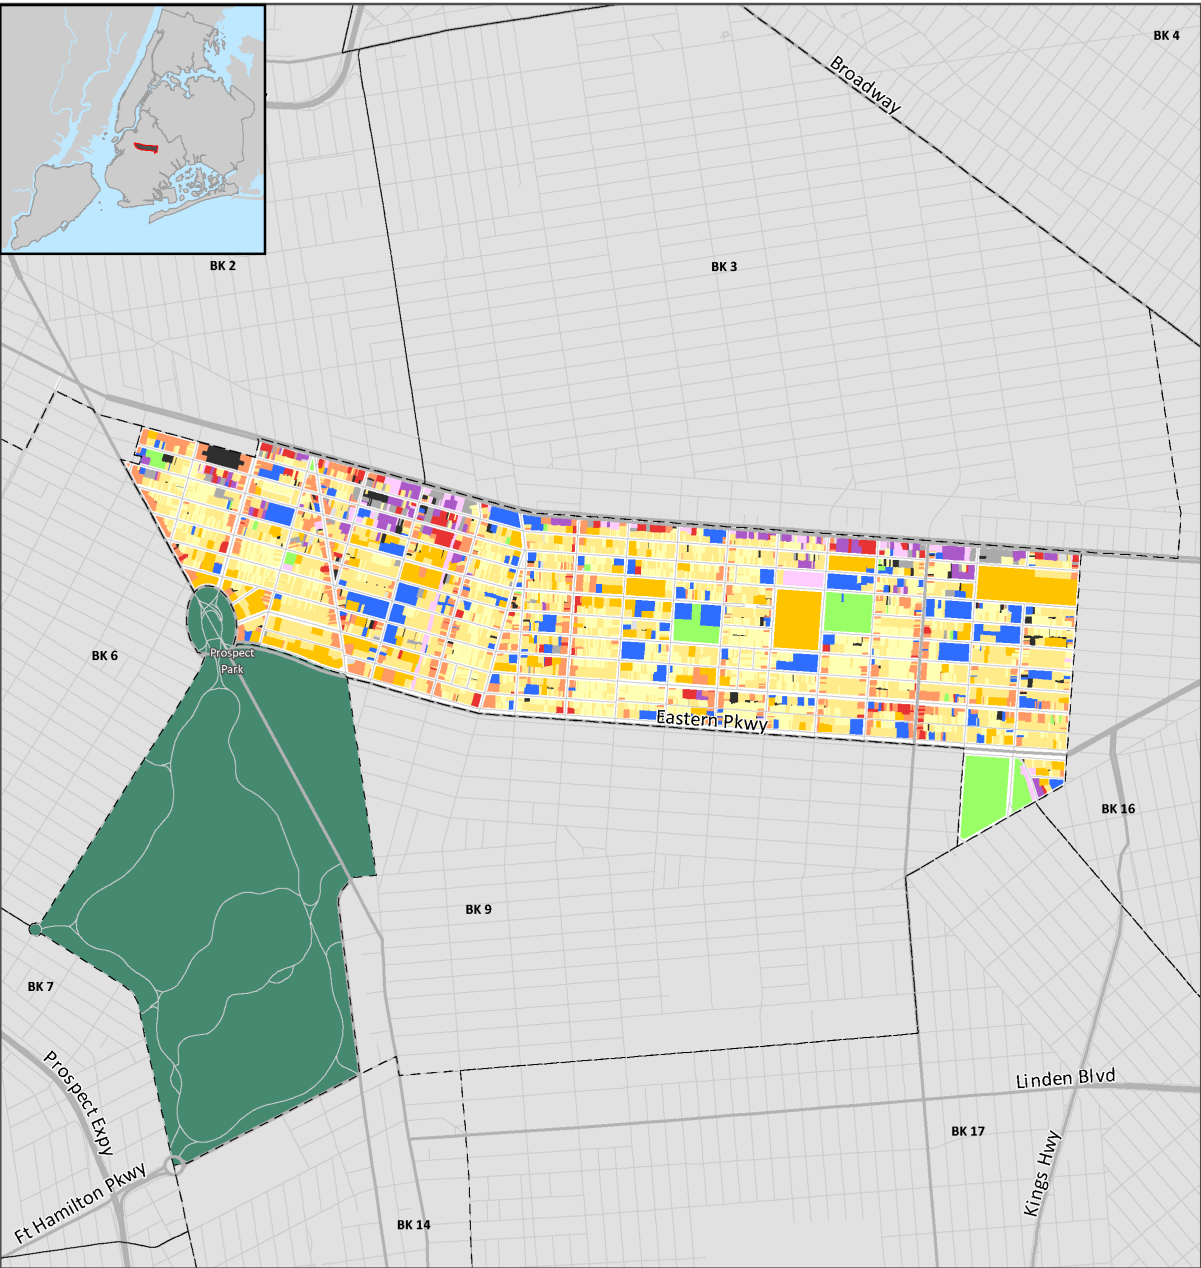 BK 4
Broadway
BK 2
BK 3
BK 6
Prospect
Park
Eastern Pkwy
BK 16
BK 9
BK 7
Prospect Expy
Linden Blvd
BK 17
Kings Hwy
Ft Hamilton Pkwy
BK 14